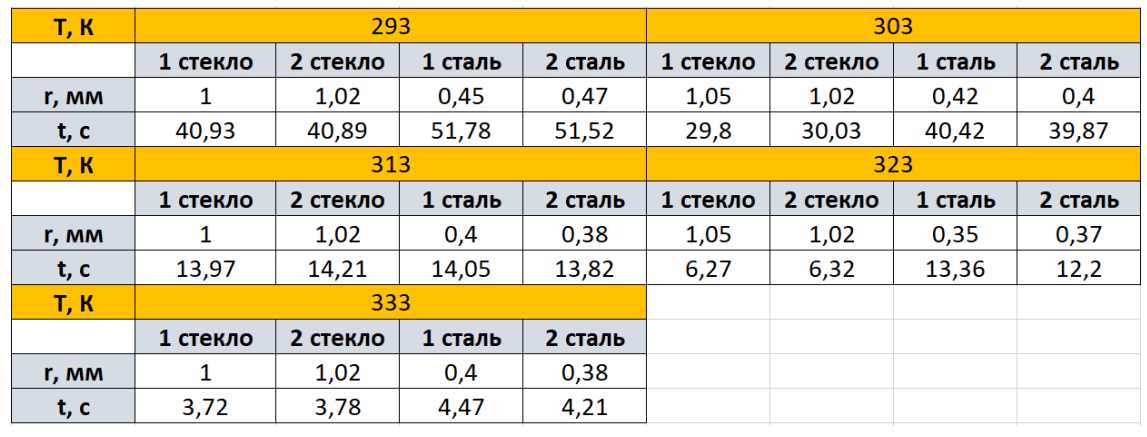 Т, К 293 303
1 стекло 2 стекло 1 сталь 2 сталь 1 стекло 2 стекло 1 сталь 2 сталь
r, мм 1 1,02 0,45 0,47 1,05 1,02 0,42 0,4
t, с 40,93 40,89 51,78 51,52 29,8 30,03 40,42 39,87
Т, К 313 323
1 стекло 2 стекло 1 сталь 2 сталь 1 стекло 2 стекло 1 сталь 2 сталь
r, мм 1 1,02 0,4 0,38 1,05 1,02 0,35 0,37
t, с 13,97 14,21 14,05 13,82 6,27 6,32 13,36 12,2
Т, К 333
1 стекло 2 стекло 1 сталь 2 сталь
r, мм 1 1,02 0,4 0,38
t, с 3,72 3,78 4,47 4,21